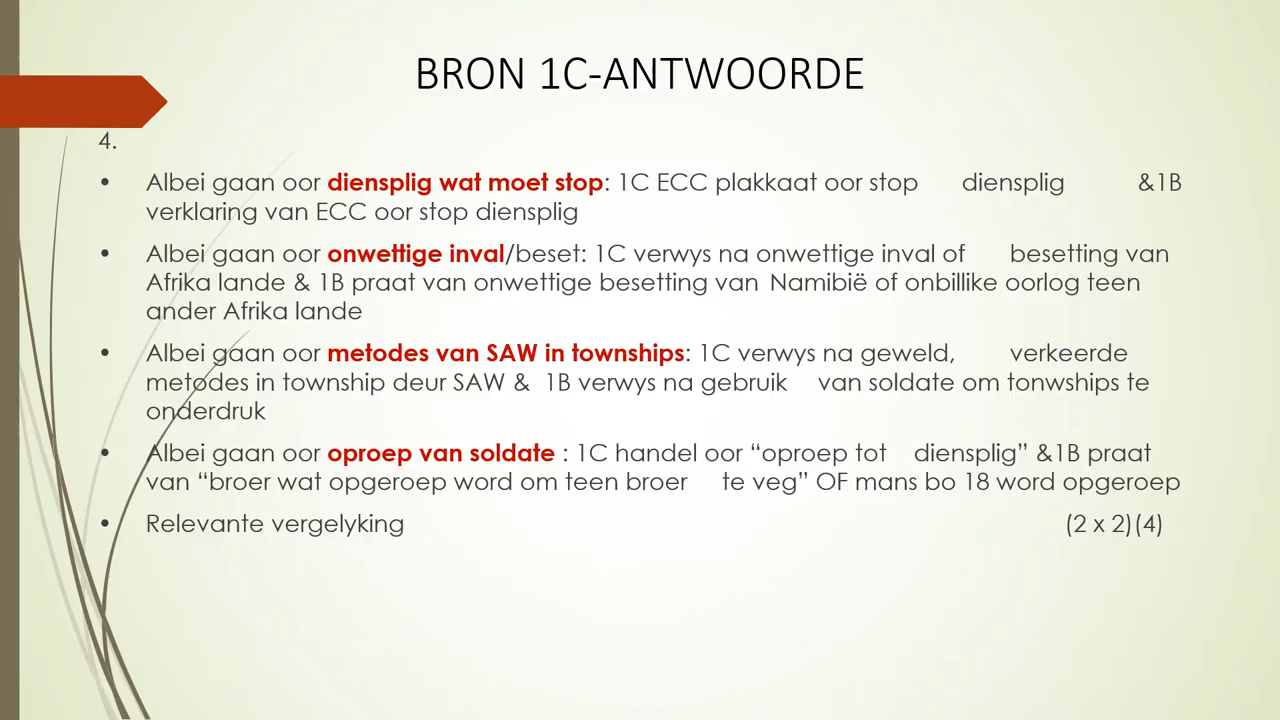 BRON 1C-ANTWOORDE
4.
• Albei gaan oor diensplig wat moet stop: 1C ECC plakkaat oor stop diensplig &1B
verklaring van ECC oor stop diensplig
• Albei gaan oor onwettige inval/beset: 1C verwys na onwettige inval of besetting van
Afrika lande & 1B praat van onwettige besetting van Namibië of onbillike oorlog teen
ander Afrika lande
• Albei gaan oor metodes van SAW in townships: 1C verwys na geweld, verkeerde
metodes in township deur SAW & 1B verwys na gebruik van soldate om tonwships te
onderdruk
• Albei gaan oor oproep van soldate : 1C handel oor “oproep tot diensplig” &1B praat
van “broer wat opgeroep word om teen broer te veg” OF mans bo 18 word opgeroep
• Relevante vergelyking (2 x 2)(4)